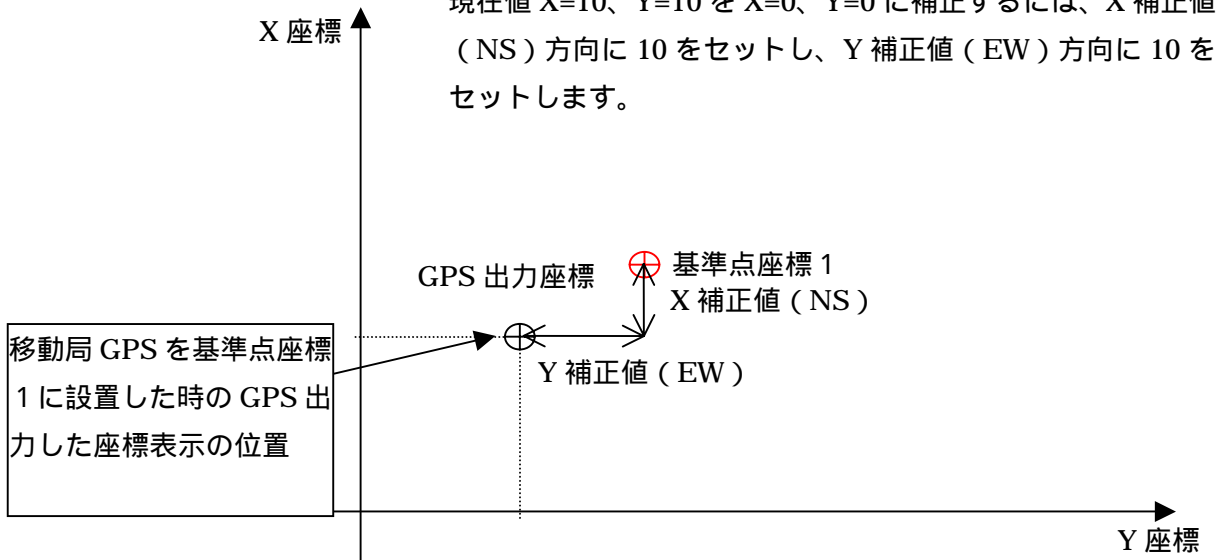 現在値 X=10、Y=10 を X=0、Y=0 に補正するには、X 補正値
（NS）方向に 10 をセットし、Y 補正値（EW）方向に 10 を
セットします。
X 座標
GPS 出力座標
基準点座標 1
X 補正値（NS）
Y 補正値（EW）
移動局 GPS を基準点座標
1 に設置した時の GPS 出
力した座標表示の位置
Y 座標